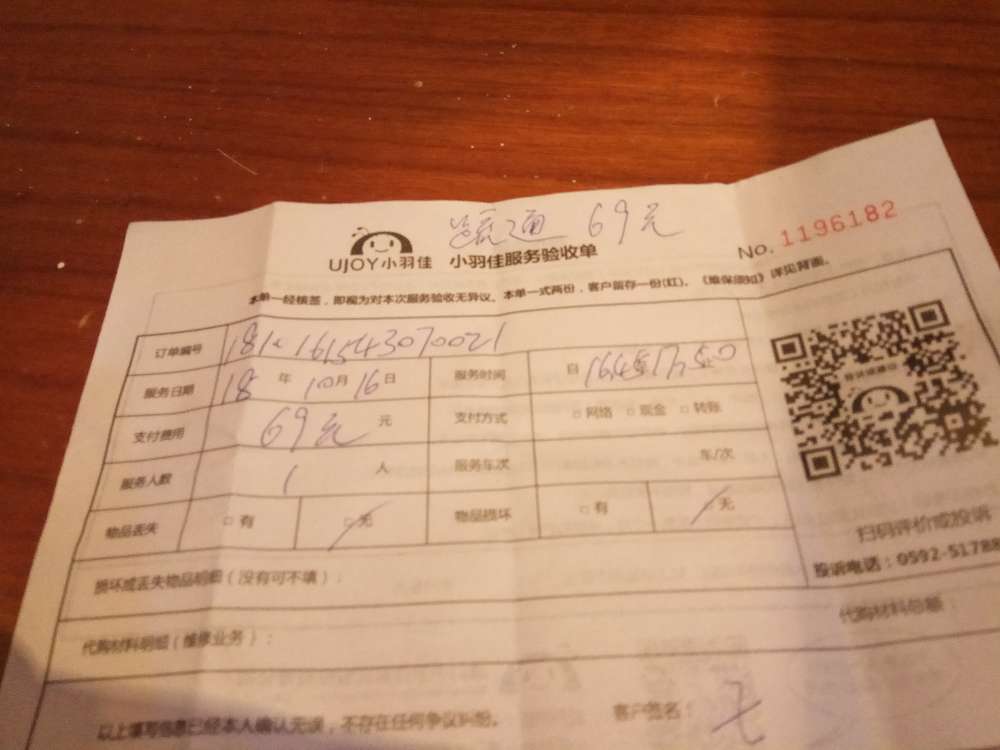 疏通 69元
UJOY小羽佳 小羽佳服务验收单 No. 1196182
本单一经核签，即视为对本次服务验收无异议。本单一式两份，客户留存一份(红)。《维保须知》详见背面。
订单编号
服务日期 18 年 10 月 16 日 服务时间 自
支付费用 69元 元 支付方式 □ 网络 □ 现金 □ 转账
服务人数 1 人 服务车次 车/次
物品丢失 □ 有 □ 无 物品损坏 □ 有 □ 无
扫码评价或投诉
投诉电话：0592-51788
损坏或丢失物品明细（没有可不填）：
代购材料明细（维修业务）： 代购材料总额：
以上填写信息已经本人确认无误，不存在任何争议纠纷。 客户签名：